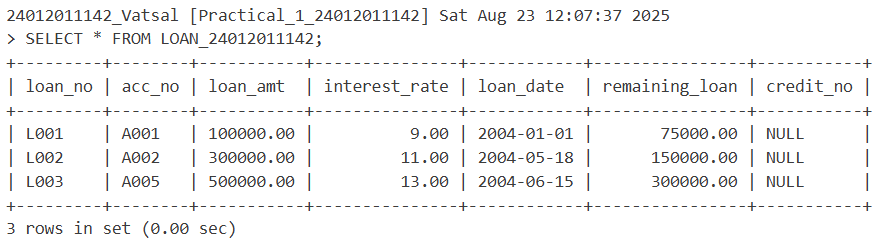 24012011142_Vatsal [Practical_1_24012011142] Sat Aug 23 12:07:37 2025
> SELECT * FROM LOAN_24012011142;
+---------+--------+-----------+---------------+------------+----------------+-----------+
| loan_no | acc_no | loan_amt  | interest_rate | loan_date  | remaining_loan | credit_no |
+---------+--------+-----------+---------------+------------+----------------+-----------+
| L001    | A001   | 100000.00 |          9.00 | 2004-01-01 |       75000.00 | NULL      |
| L002    | A002   | 300000.00 |         11.00 | 2004-05-18 |      150000.00 | NULL      |
| L003    | A005   | 500000.00 |         13.00 | 2004-06-15 |      300000.00 | NULL      |
+---------+--------+-----------+---------------+------------+----------------+-----------+
3 rows in set (0.00 sec)